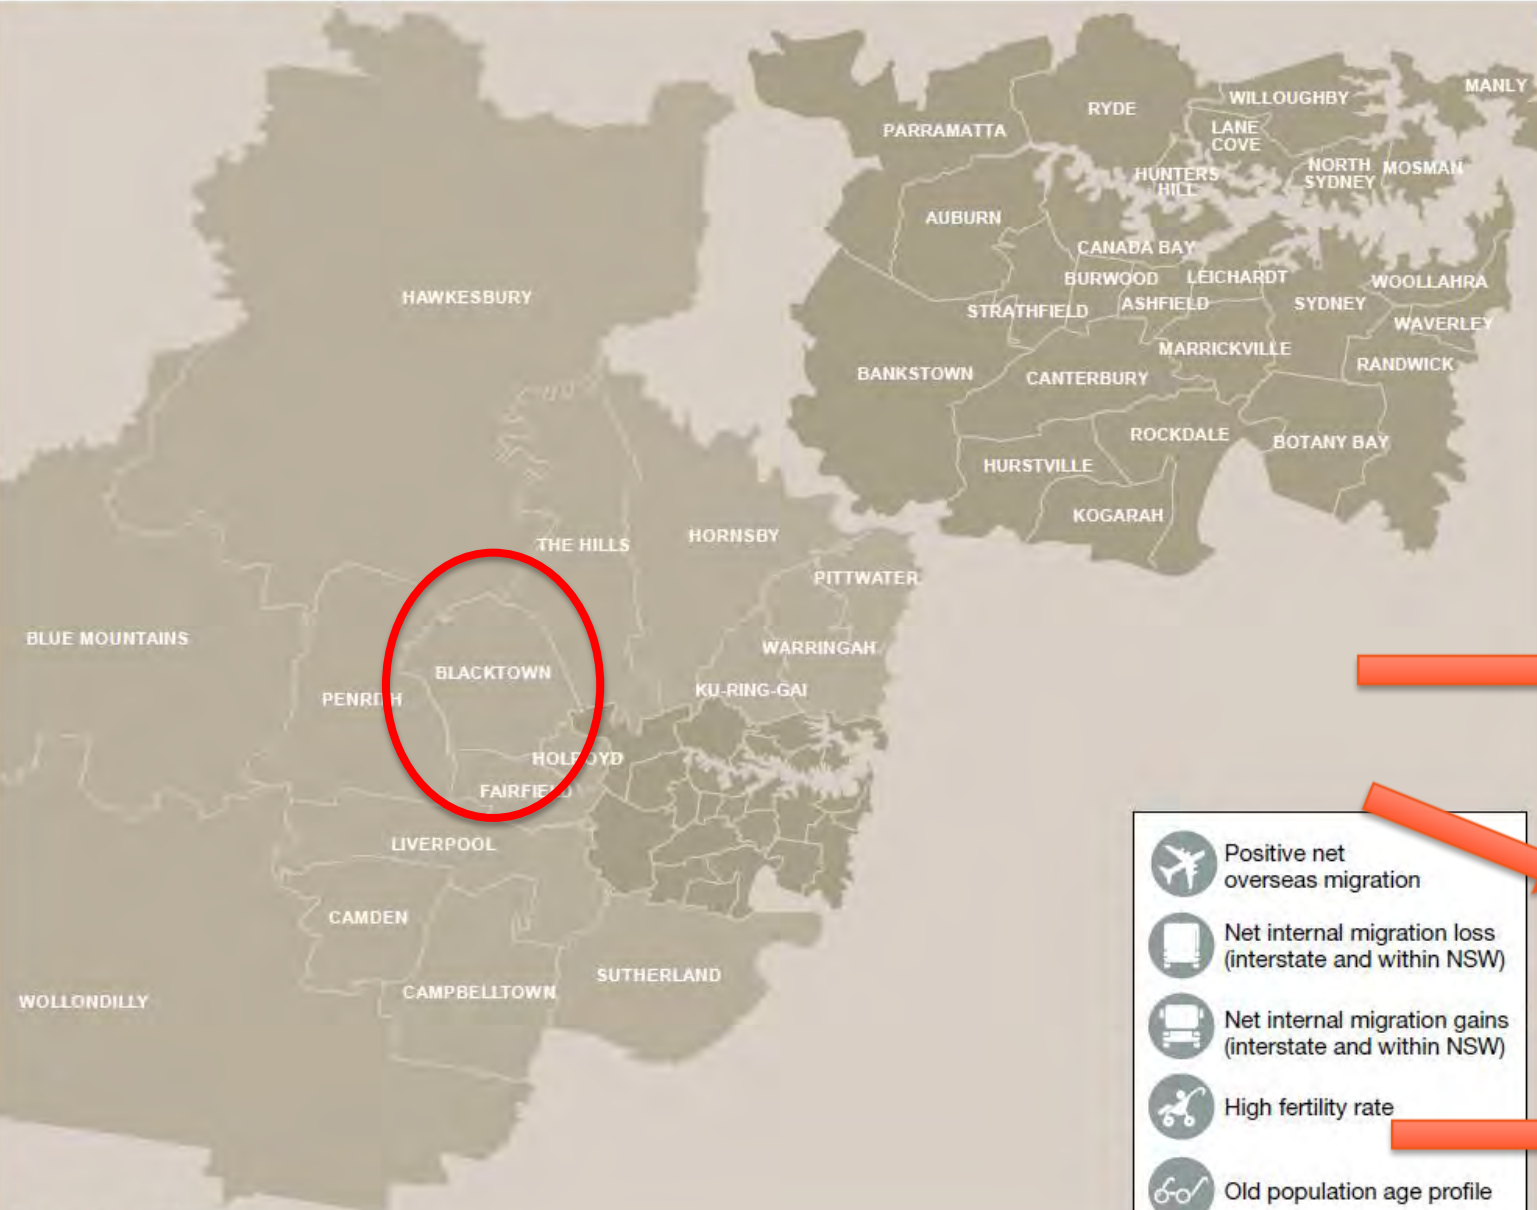 MANLY
WILLOUGHBY
RYDE
PARRAMATTA
LANE
COVE
NORTH
SYDNEY
MOSMAN
HUNTERS
HILL
AUBURN
CANADA BAY
BURWOOD
LEICHARDT
WOOLLAHRA
STRATHFIELD
ASHFIELD
SYDNEY
WAVERLEY
MARRICKVILLE
RANDWICK
BANKSTOWN
CANTERBURY
ROCKDALE
BOTANY BAY
HURSTVILLE
KOGARAH
HAWKESBURY
THE HILLS
HORNSBY
PITTWATER
BLUE MOUNTAINS
WARRINGAH
BLACKTOWN
PENRITH
KU-RING-GAI
HOLROYD
FAIRFIELD
LIVERPOOL
CAMDEN
SUTHERLAND
CAMPBELLTOWN
WOLLONDILLY
Positive net
overseas migration
Net internal migration loss
(interstate and within NSW)
Net internal migration gains
(interstate and within NSW)
High fertility rate
Old population age profile